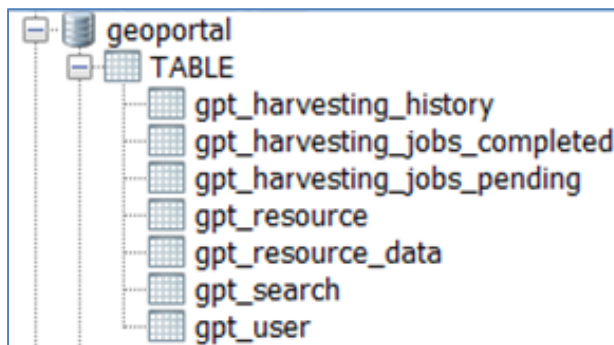 geoportal
TABLE
gpt_harvesting_history
gpt_harvesting_jobs_completed
gpt_harvesting_jobs_pending
gpt_resource
gpt_resource_data
gpt_search
gpt_user